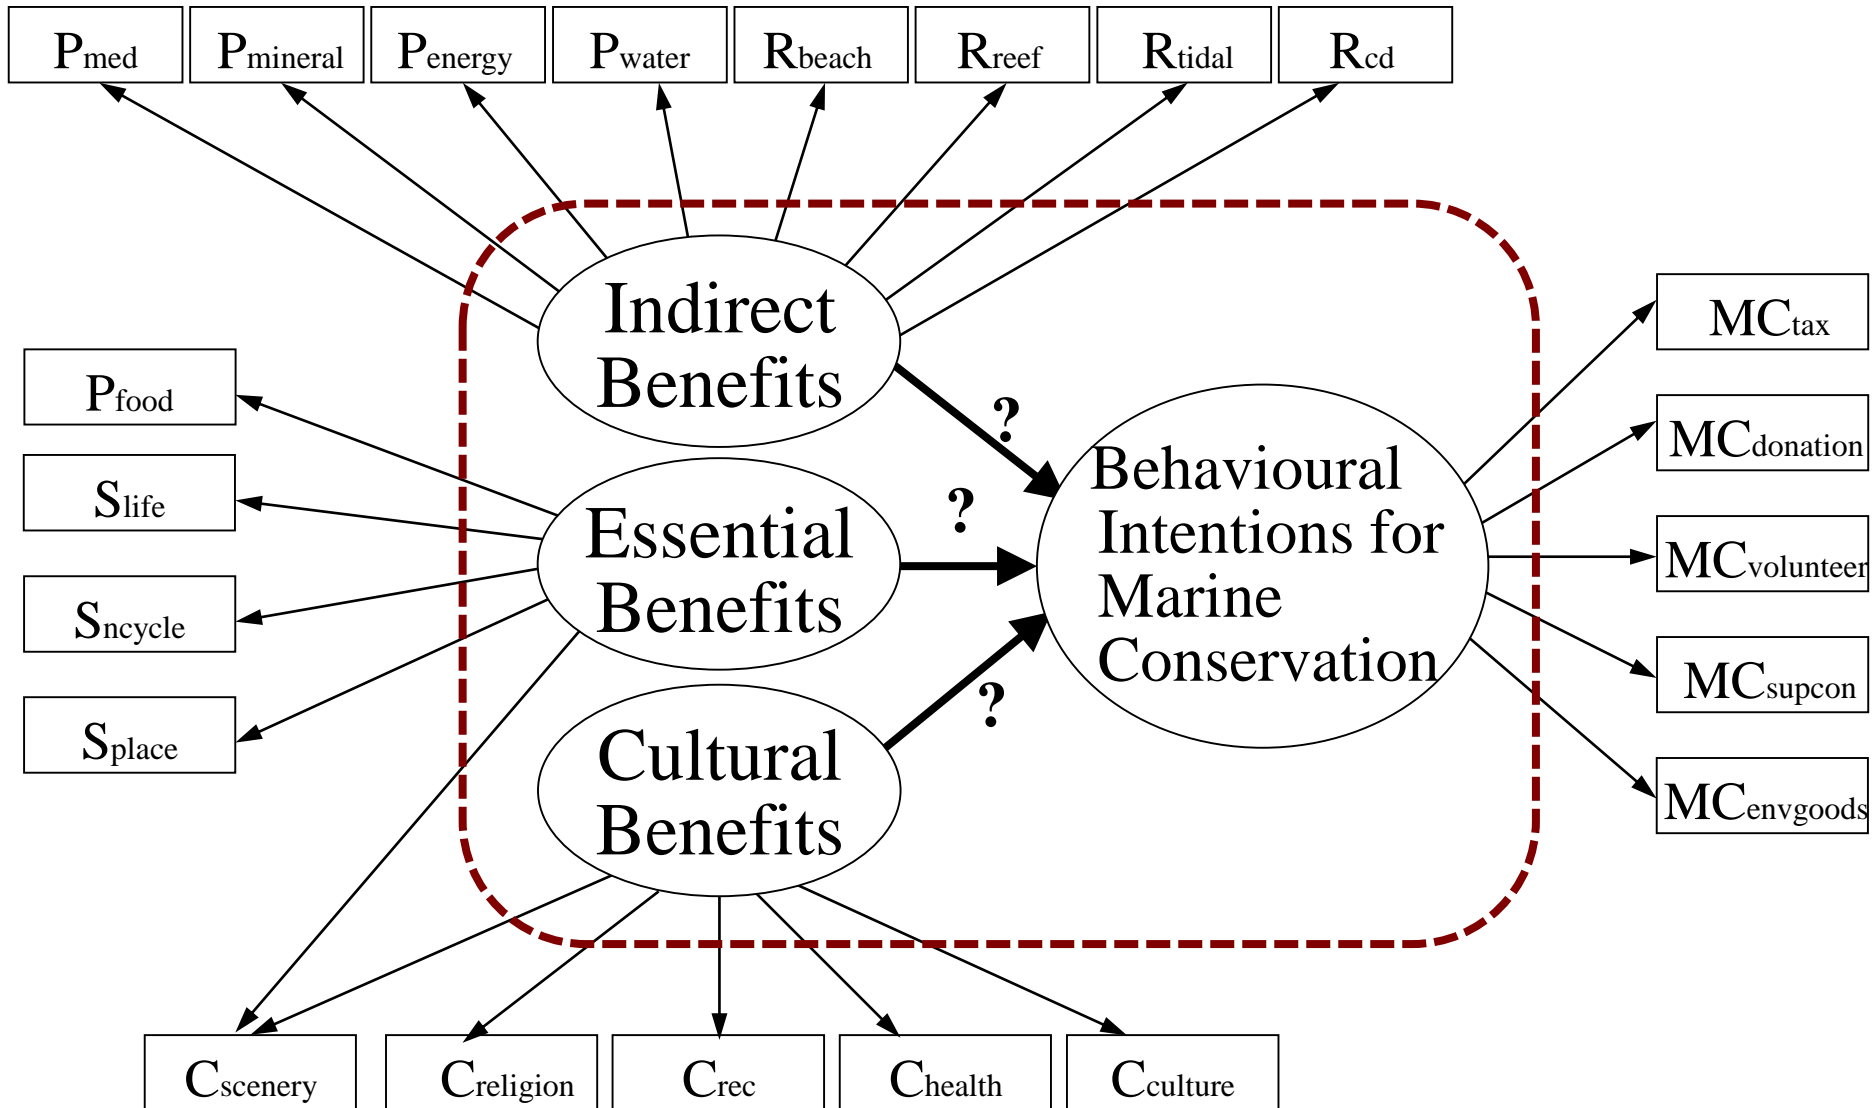 Pmed Pmineral Penergy Pwater Rbeach Rreef Rtidal Rcd
Indirect
Benefits
?
Pfood
Slife
Sncycle
Splace
Essential
Benefits
?
Cultural
Benefits
?
Behavioural
Intentions for
Marine
Conservation
MCtax
MCdonation
MCvolunteer
MCsupcon
MCenvgoods
Cscenery Creligion Crec Chealth Cculture